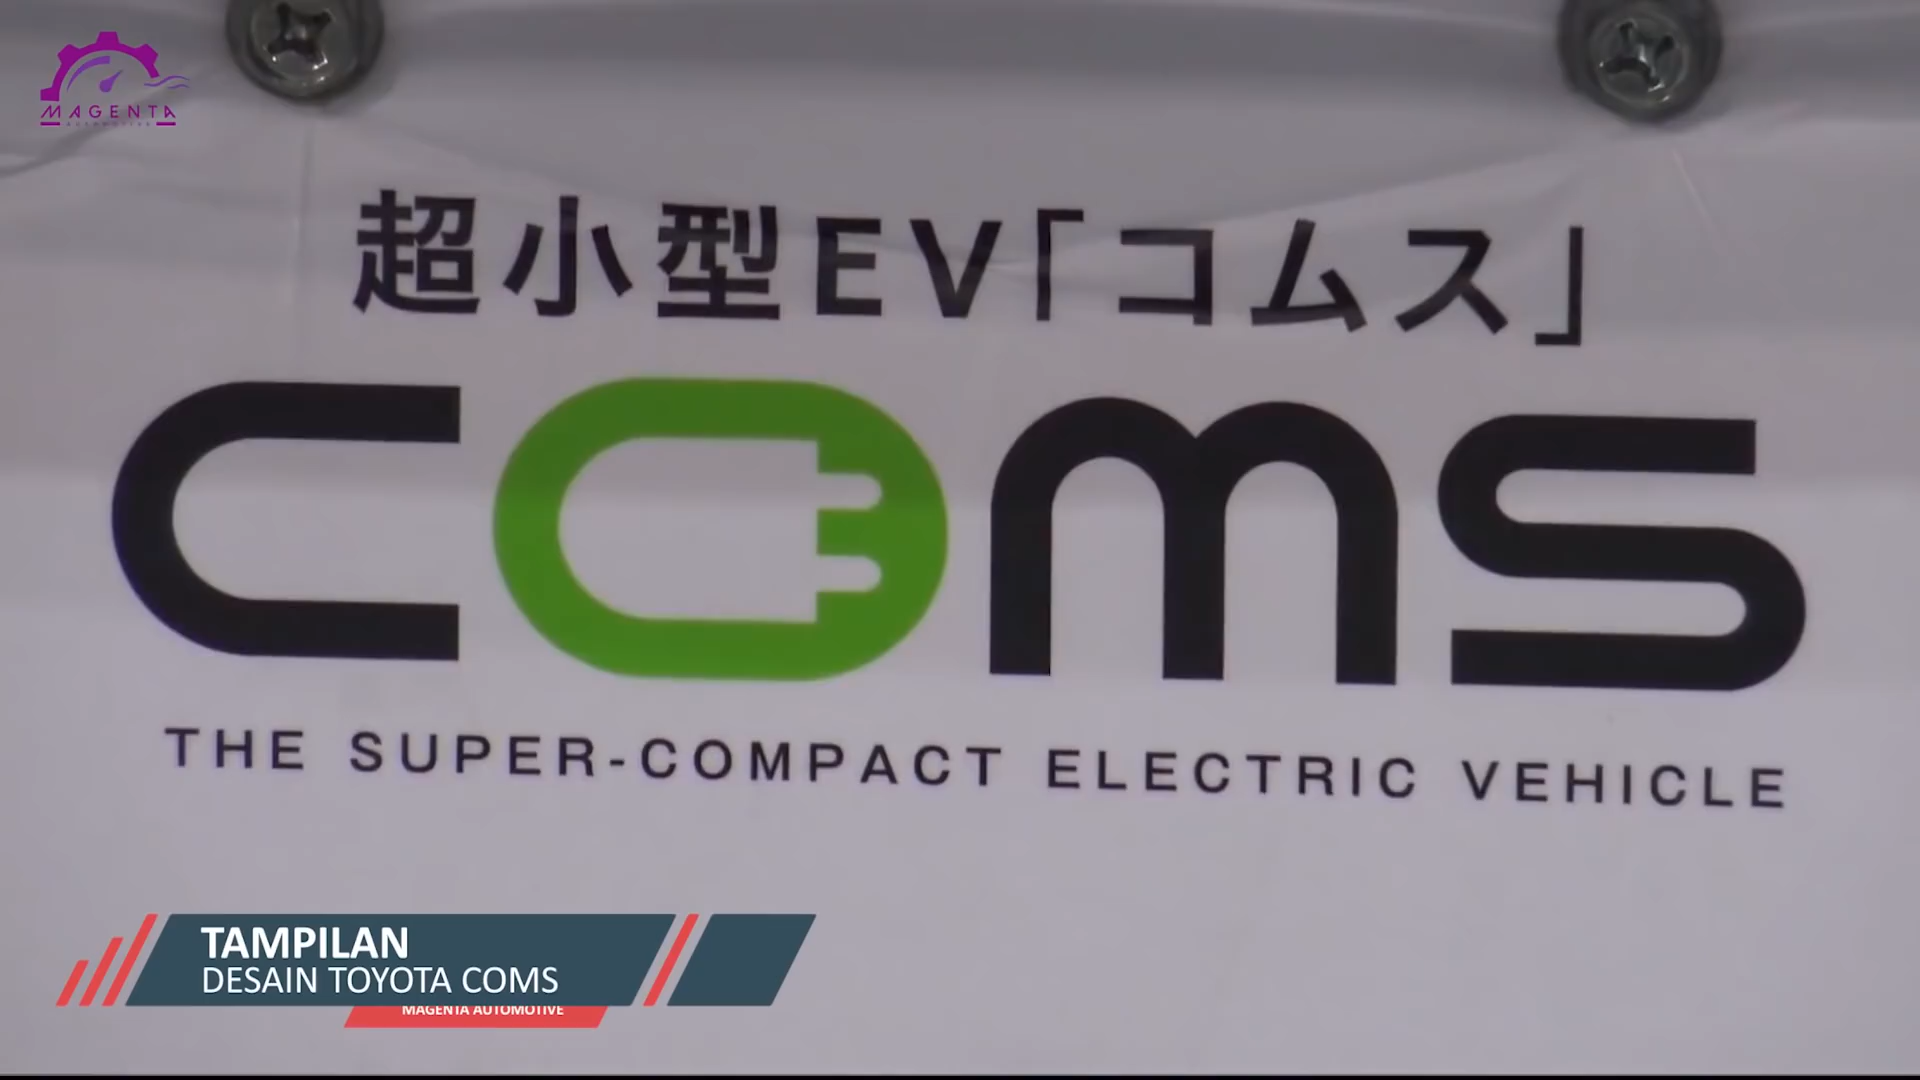 MAGENTA
超小型EV「コムス」
COMS
THE SUPER-COMPACT ELECTRIC VEHICLE
TAMPILAN
DESAIN TOYOTA COMS
MAGENTA AUTOMOTIVE